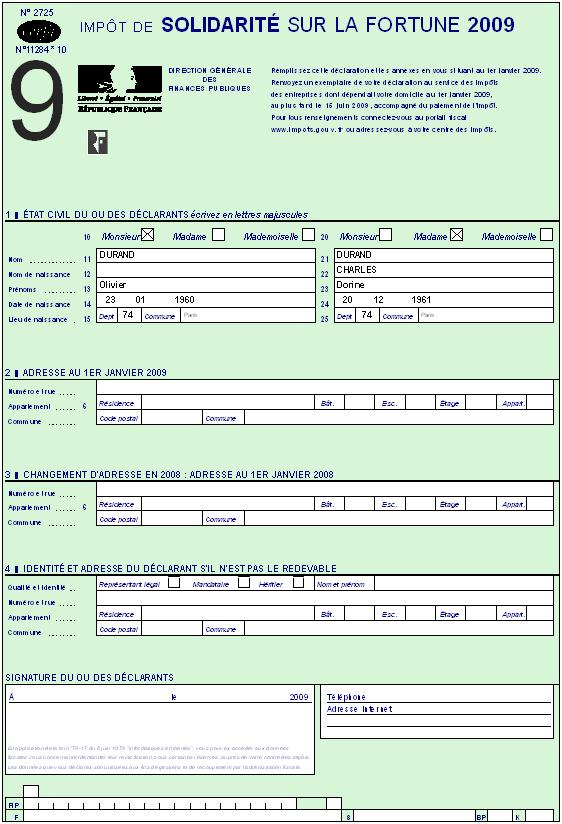 N° 2725
N°11284*10
IMPÔT DE SOLIDARITÉ SUR LA FORTUNE 2009
9
Liberté • Égalité • Fraternité
RÉPUBLIQUE FRANÇAISE
DIRECTION GÉNÉRALE
DES
FINANCES PUBLIQUES
Remplissez cette déclaration et les annexes en vous situant au 1er janvier 2009.
Renvoyez un exemplaire de votre déclaration au service des impôts
des entreprises dont dépendait votre domicile au 1er janvier 2009,
au plus tard le 15 juin 2009, accompagné du paiement de l'impôt.
Pour tous renseignements connectez-vous au portail fiscal
www.impots.gouv.fr ou adressez-vous à votre centre des impôts.
1 ÉTAT CIVIL DU OU DES DÉCLARANTS écrivez en lettres majuscules
10 Monsieur Madame Mademoiselle 20 Monsieur Madame Mademoiselle
Nom 11 DURAND 21 DURAND
Nom de naissance 12 22 CHARLES
Prénoms 13 Olivier 23 Dorine
Date de naissance 14 23 01 1960 24 20 12 1961
Lieu de naissance 15 Dept 74 Commune Paris 25 Dept 74 Commune Paris
2 ADRESSE AU 1ER JANVIER 2009
Numéro et rue
Appartement 6 Résidence Bât. Esc. Étage Appart.
Commune Code postal Commune
3 CHANGEMENT D'ADRESSE EN 2008 : ADRESSE AU 1ER JANVIER 2008
Numéro et rue
Appartement 6 Résidence Bât. Esc. Étage Appart.
Commune Code postal Commune
4 IDENTITÉ ET ADRESSE DU DÉCLARANT S'IL N'EST PAS LE REDEVABLE
Qualité et identité Représentant légal Mandataire Héritier Nom et prénom
Numéro et rue
Appartement Résidence Bât. Esc. Étage Appart.
Commune Code postal Commune
SIGNATURE DU OU DES DÉCLARANTS
A le 2009
Téléphone
Adresse Internet
En application de la loi n°78-17 du 6 juin 1978 "informatiques et libertés", vous pouvez accéder aux données
fiscales vous concernant et demander leur rectification, sous certaines réserves, auprès de votre centre des impôts.
RP
F S BP K